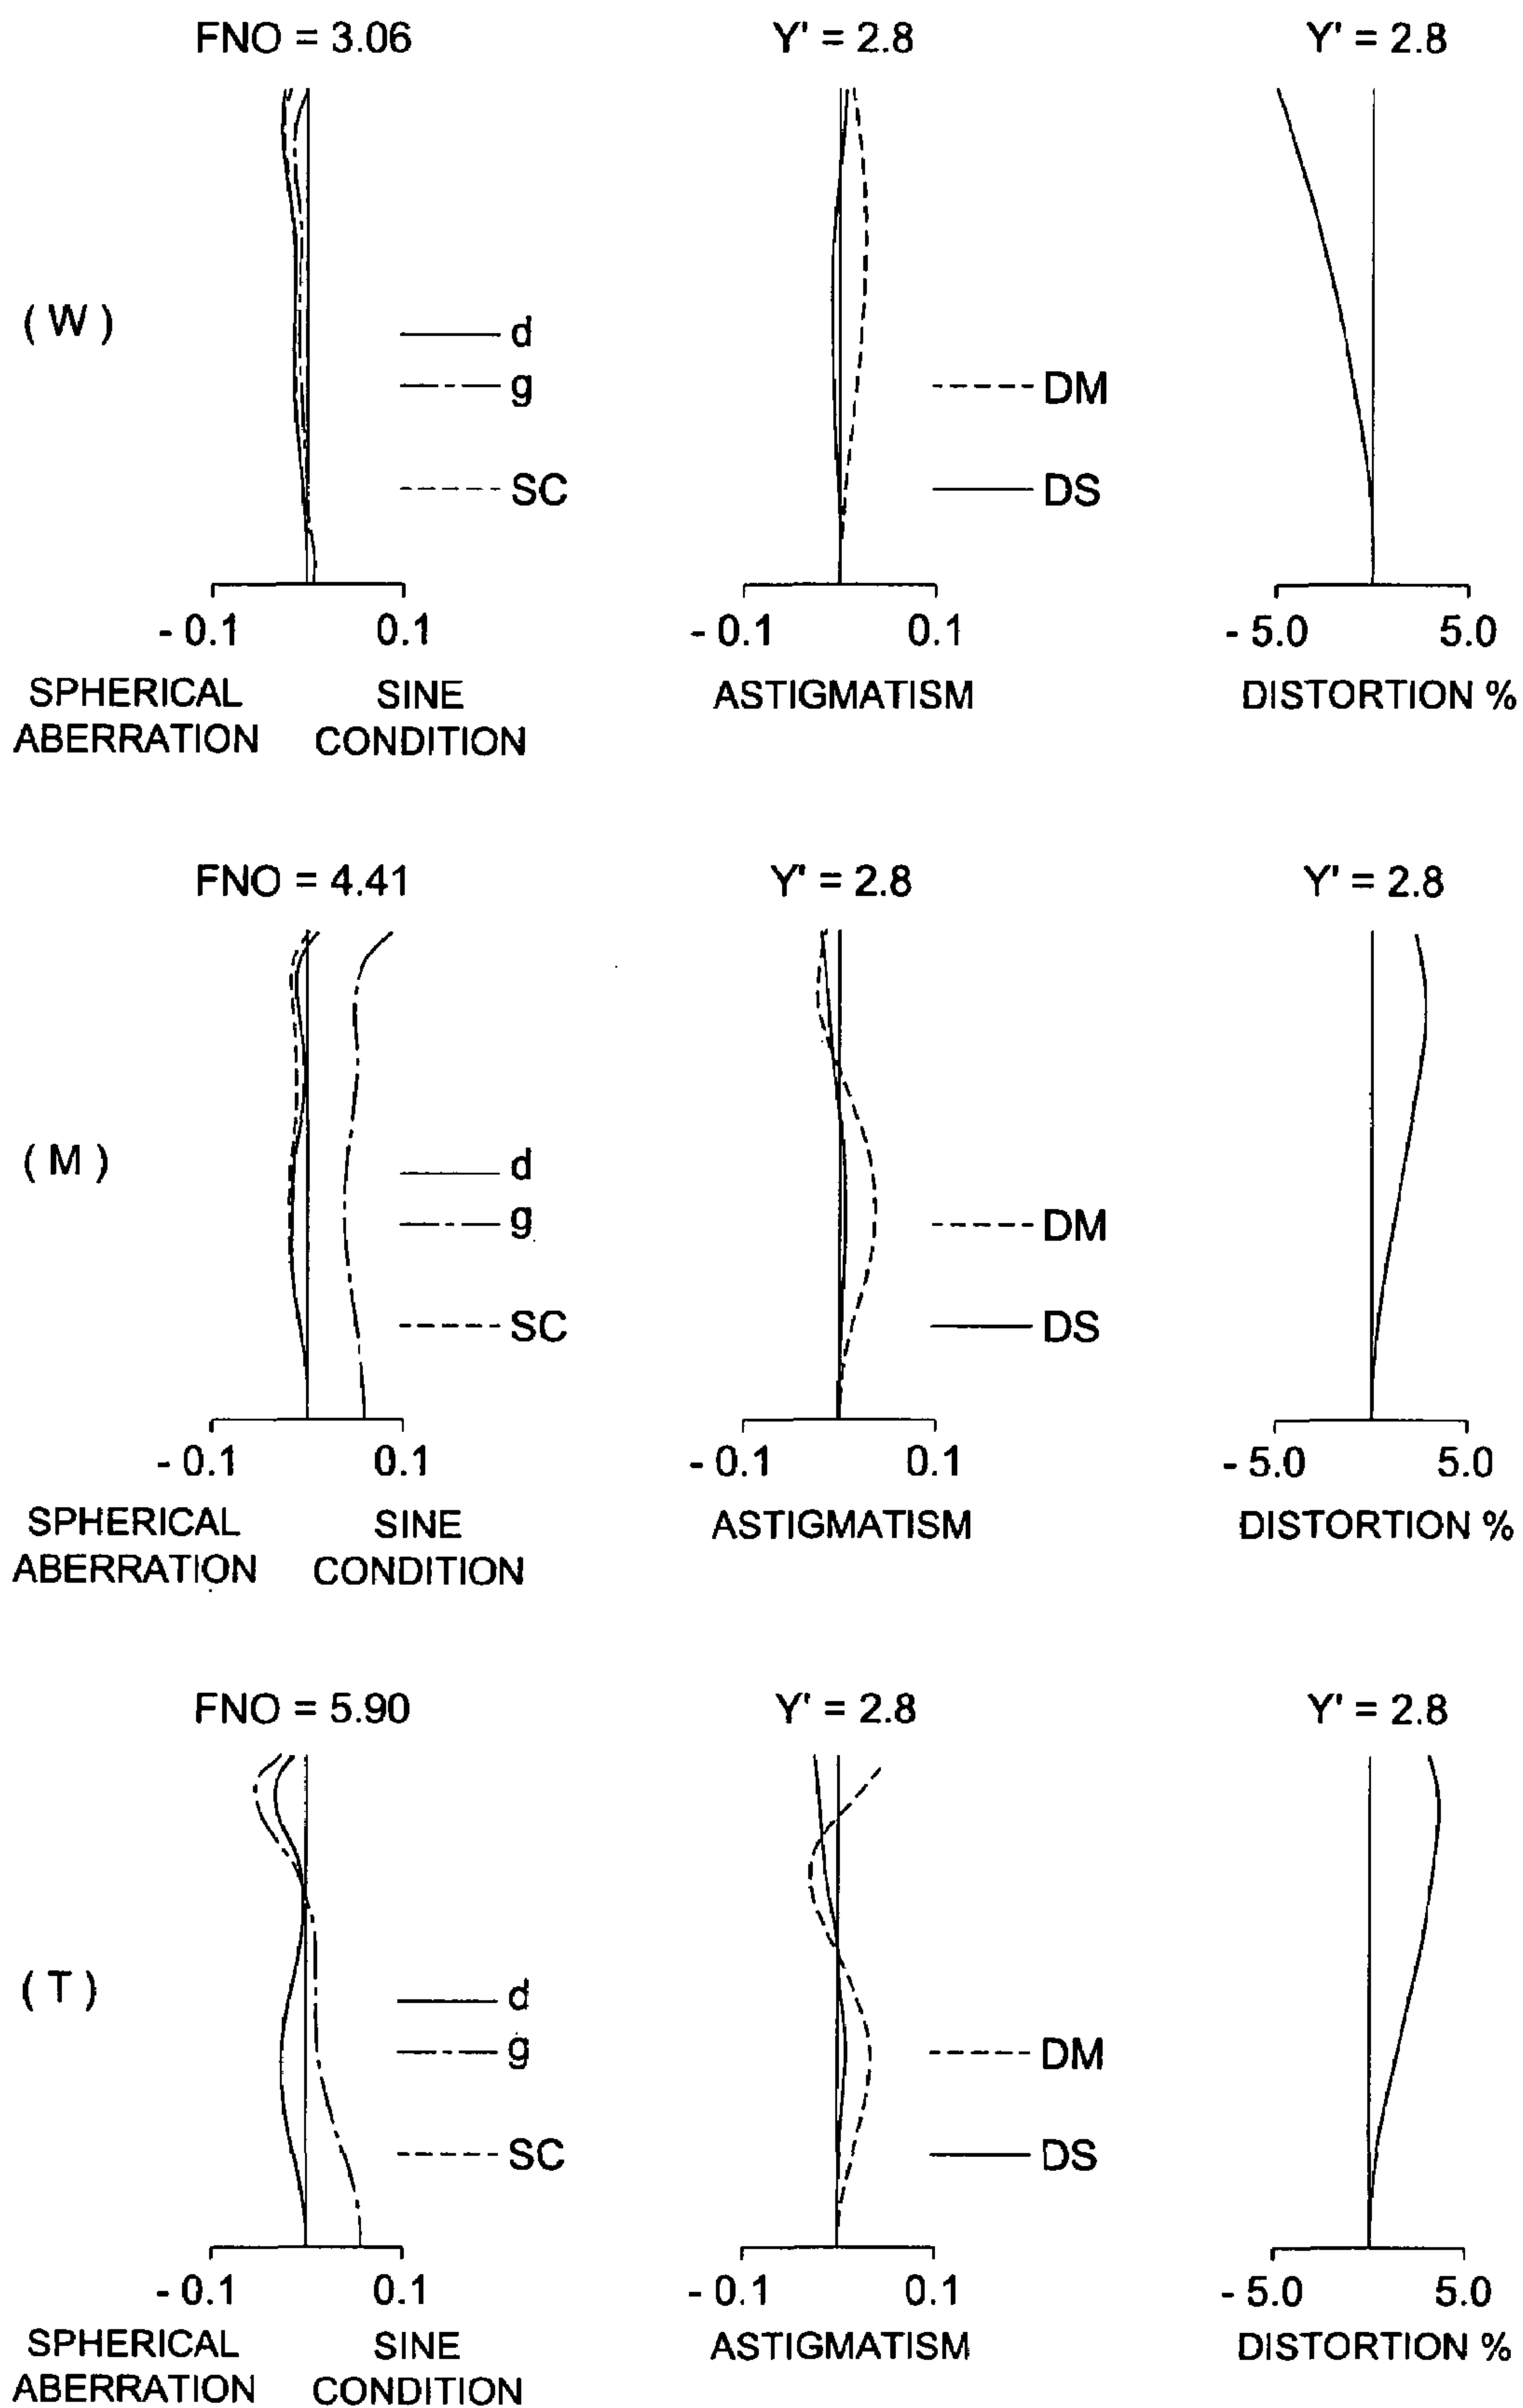 FNO = 3.06
Y' = 2.8
Y' = 2.8
( W )
d
g
SC
DM
DS
- 0.1
0.1
- 0.1
0.1
- 5.0
5.0
SPHERICAL
ABERRATION
SINE
CONDITION
ASTIGMATISM
DISTORTION %
FNO = 4.41
Y' = 2.8
Y' = 2.8
( M )
d
g
SC
DM
DS
- 0.1
0.1
- 0.1
0.1
- 5.0
5.0
SPHERICAL
ABERRATION
SINE
CONDITION
ASTIGMATISM
DISTORTION %
FNO = 5.90
Y' = 2.8
Y' = 2.8
( T )
d
g
SC
DM
DS
- 0.1
0.1
- 0.1
0.1
- 5.0
5.0
SPHERICAL
ABERRATION
SINE
CONDITION
ASTIGMATISM
DISTORTION %